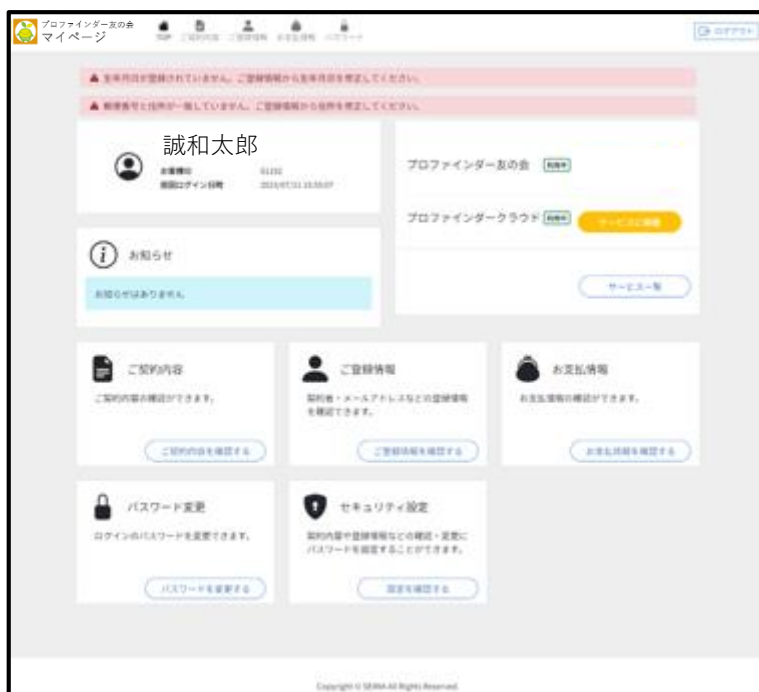 プロファインダー友の会
マイページ
TOP
ご契約内容
ご登録情報
お支払情報
パスワード
ログアウト
▲ 生年月日が登録されていません。ご登録情報から生年月日を修正してください。
▲ 郵便番号と住所が一致していません。ご登録情報から住所を修正してください。
誠和太郎
お客様ID
前回ログイン日時
プロファインダー友の会 利用中
プロファインダークラウド 利用中
サービス一覧
お知らせ
お知らせはありません
ご契約内容
ご契約内容の確認ができます。
ご契約内容を確認する
ご登録情報
契約者・メールアドレスなどの登録情報
を確認できます。
ご登録情報を確認する
お支払情報
お支払情報の確認ができます。
お支払情報を確認する
パスワード変更
ログインのパスワードを変更できます。
パスワードを変更する
セキュリティ設定
契約内容や登録情報などの確認・変更に
パスワードを設定することができます。
設定を確認する
Copyright © SEIWA All Rights Reserved.